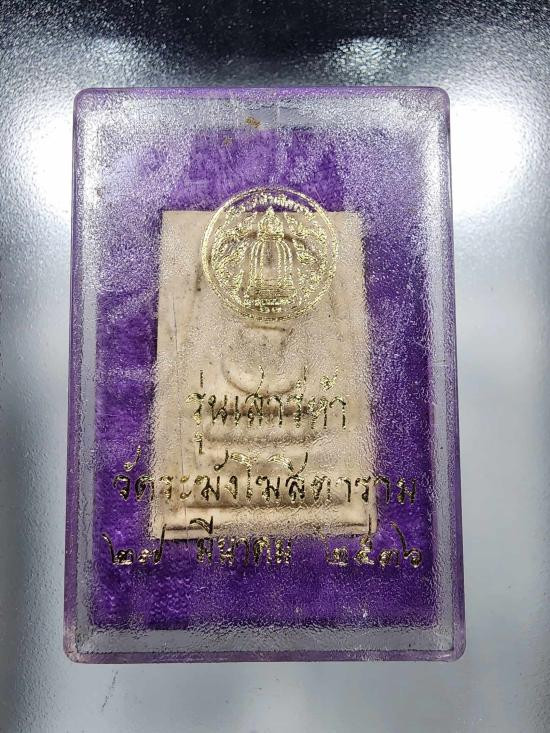 รุ่นเสาร์ห้า
วัดระฆังโฆสิตาราม
๒๗ มีนาคม ๒๕๓๖